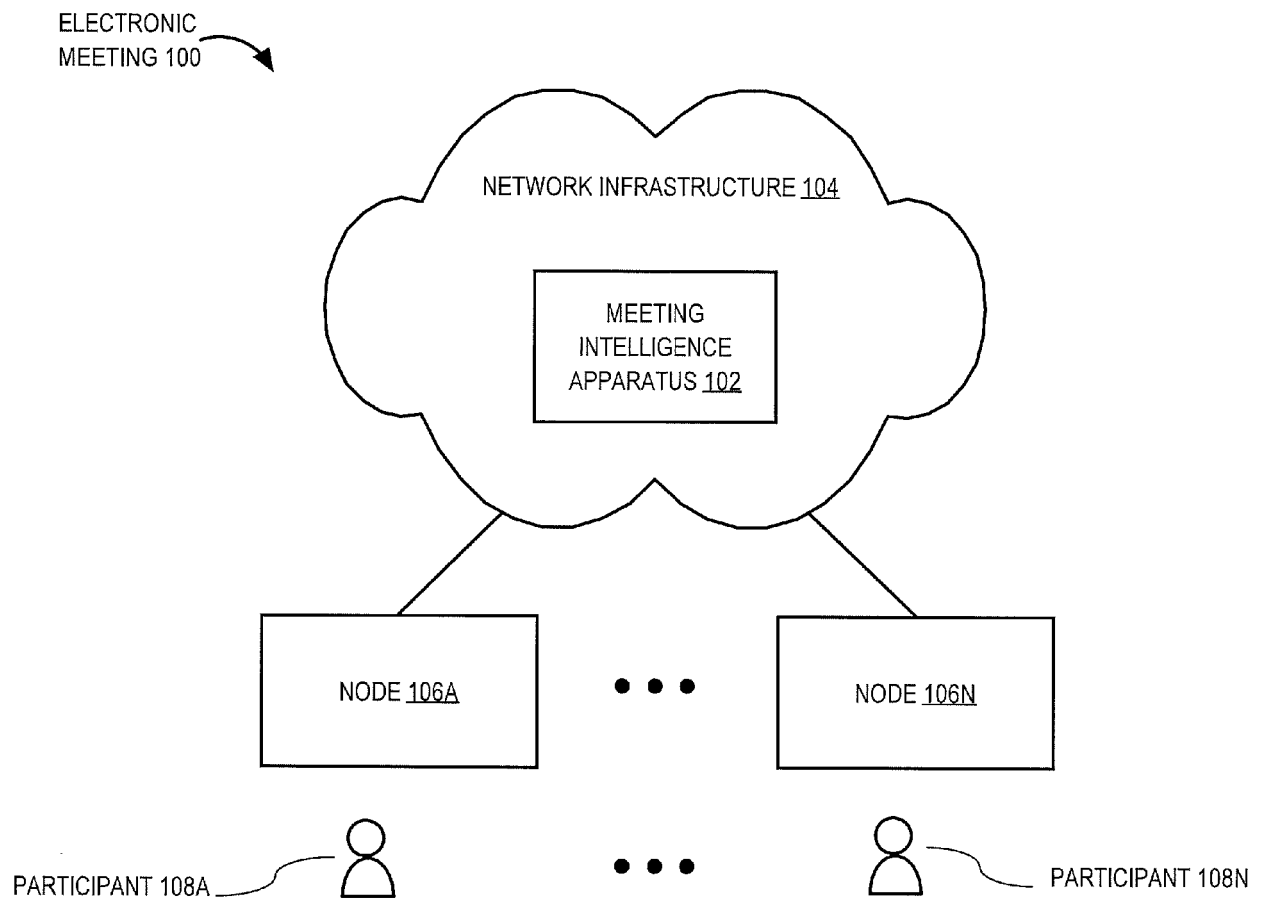 ELECTRONIC
MEETING 100
NETWORK INFRASTRUCTURE 104
MEETING
INTELLIGENCE
APPARATUS 102
NODE 106A
NODE 106N
PARTICIPANT 108A
PARTICIPANT 108N